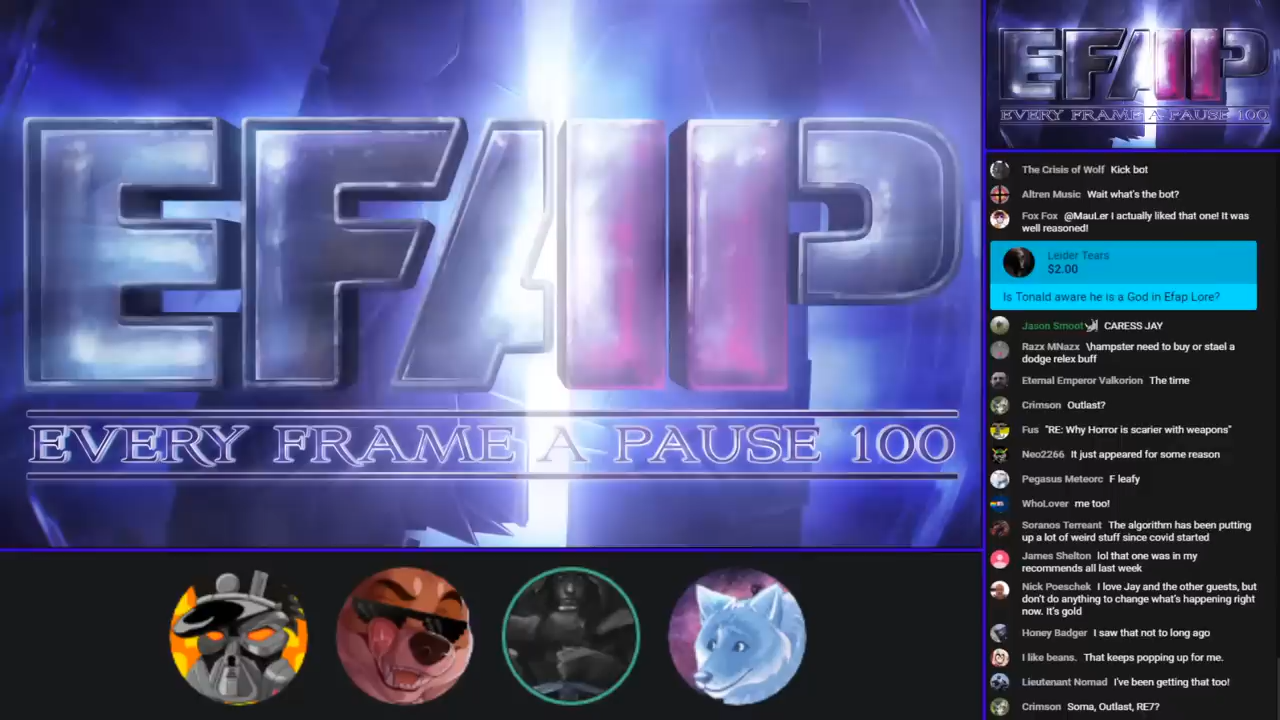 EFAP
EVERY FRAME A PAUSE 100
EFAP
EVERY FRAME A PAUSE 100
The Crisis of Wolf Kick bot
Altren Music Wait what's the bot?
Fox Fox @MauLer I actually liked that one! It was
well reasoned!
Leider Tears
$2.00
Is Tonald aware he is a God in Efap Lore?
Jason Smoot CARESS JAY
Razx MNazx \hampster need to buy or stael a
dodge relex buff
Eternal Emperor Valkorion The time
Crimson Outlast?
Fus "RE: Why Horror is scarier with weapons"
Neo2266 It just appeared for some reason
Pegasus Meteorc F leafy
WhoLover me too!
Soranos Terreant The algorithm has been putting
up a lot of weird stuff since covid started
James Shelton lol that one was in my
recommends all last week
Nick Poeschek I love Jay and the other guests, but
don't do anything to change what's happening right
now. It's gold
Honey Badger I saw that not to long ago
I like beans. That keeps popping up for me.
Lieutenant Nomad I've been getting that too!
Crimson Soma, Outlast, RE7?